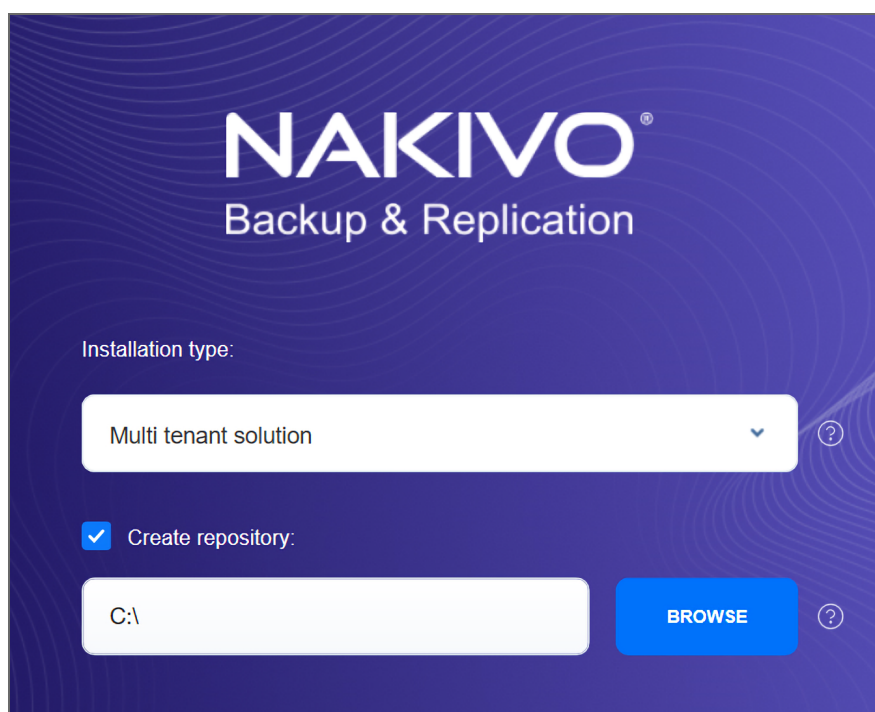 NAKIVO®
Backup & Replication
Installation type:
Multi tenant solution
?
Create repository:
C:\
BROWSE
?